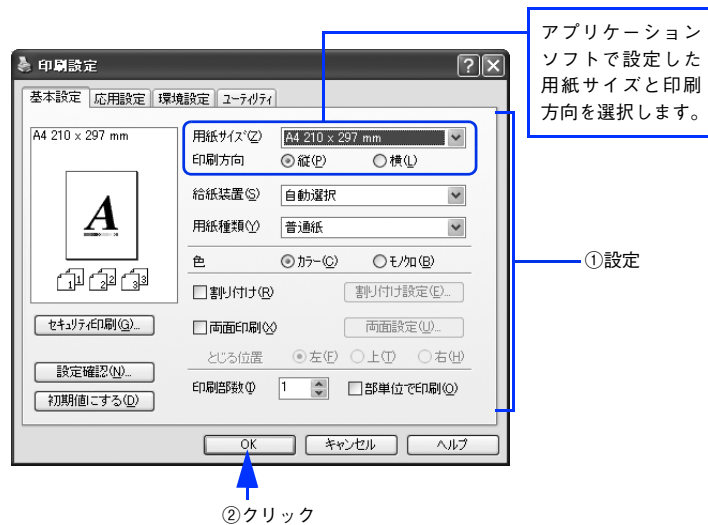 アプリケーション
ソフトで設定した
用紙サイズと印刷
方向を選択します。
印刷設定
基本設定 応用設定 環境設定 ユーティリティ
A4 210 x 297 mm
用紙サイズ(Z) A4 210 x 297 mm
印刷方向 縦(P) 横(L)
給紙装置(S) 自動選択
用紙種類(Y) 普通紙
A
色 カラー(C) モノクロ(B)
1 1 2 2 3 3
割り付け(R) 割り付け設定(E)...
セキュリティ印刷(G)...
両面印刷(X) 両面設定(U)...
とじる位置 左(F) 上(T) 右(H)
設定確認(N)...
印刷部数(I) 1 部単位で印刷(O)
初期値にする(D)
OK キャンセル ヘルプ
①設定
②クリック